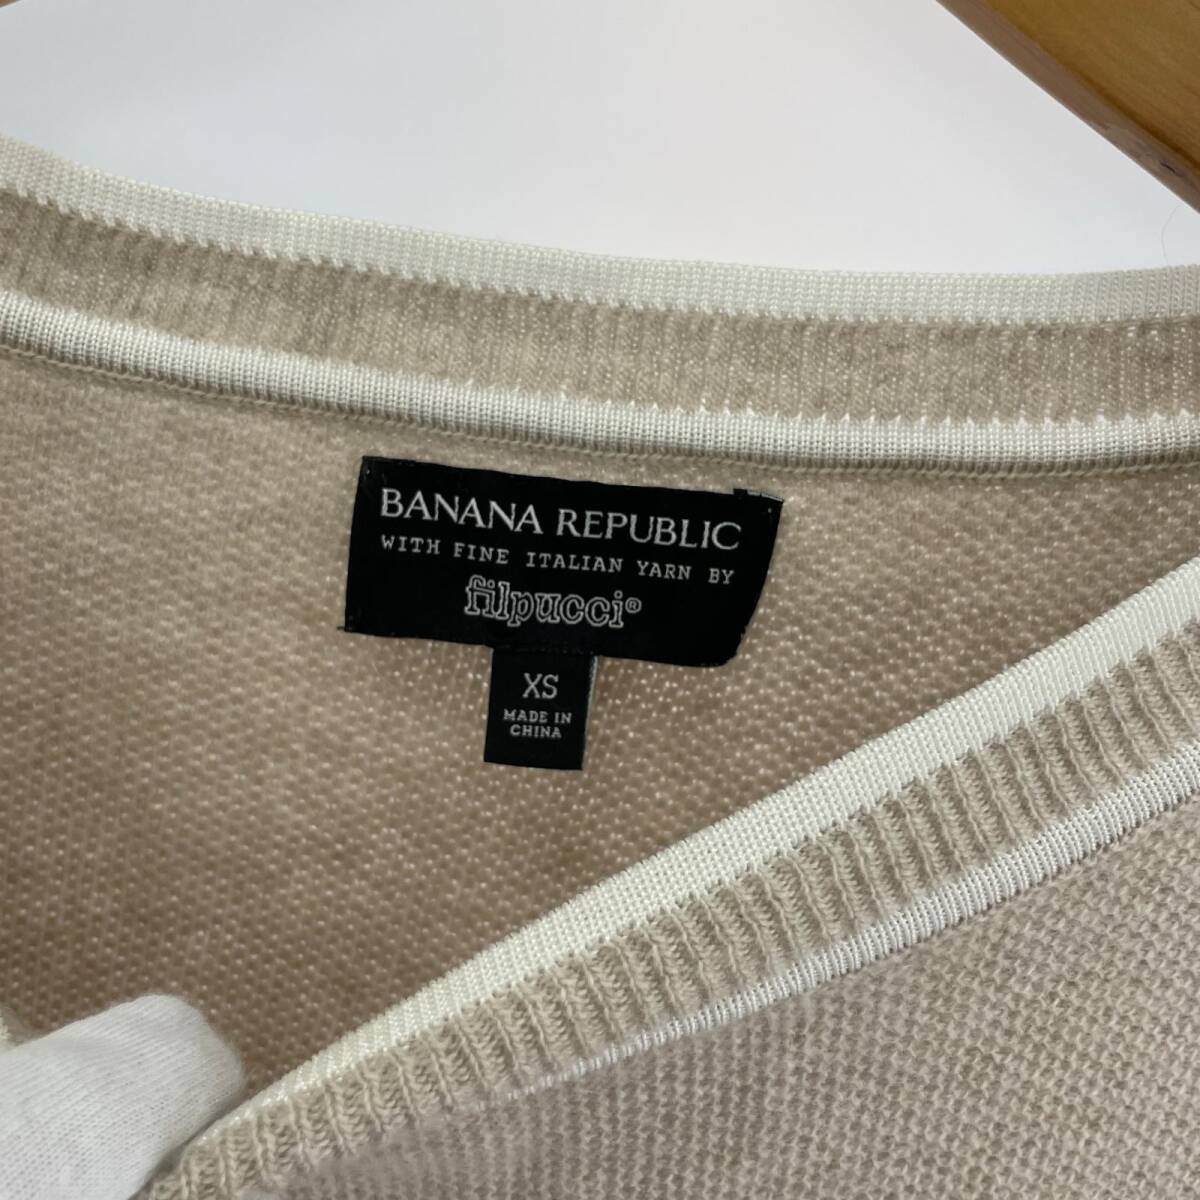 BANANA REPUBLIC
WITH FINE ITALIAN YARN BY
filpucci®
XS
MADE IN
CHINA